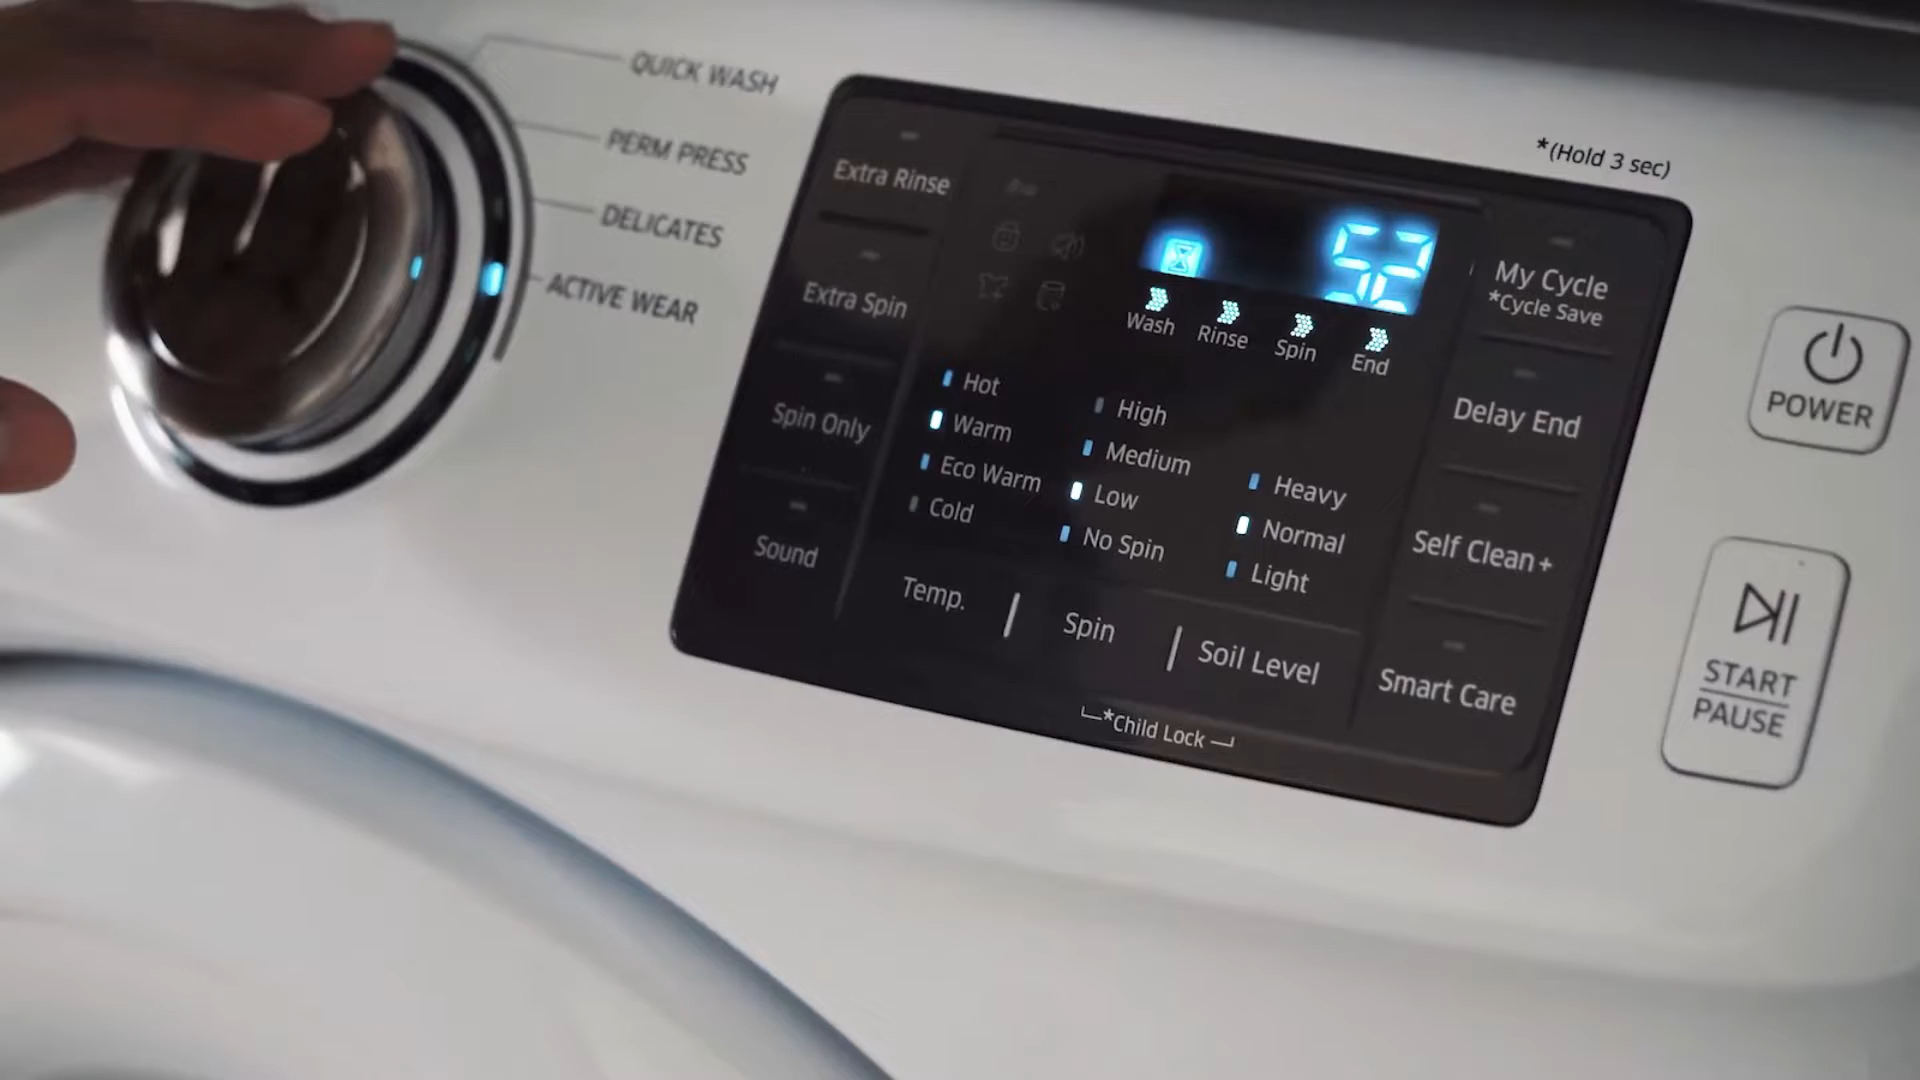 QUICK WASH
PERM PRESS
DELICATES
ACTIVE WEAR
Extra Rinse
Extra Spin
Spin Only
Sound
52
Wash
Rinse
Spin
End
Hot
Warm
Eco Warm
Cold
Temp.
High
Medium
Low
No Spin
Spin
Heavy
Normal
Light
Soil Level
*Child Lock
*(Hold 3 sec)
My Cycle
*Cycle Save
Delay End
Self Clean+
Smart Care
POWER
START
PAUSE